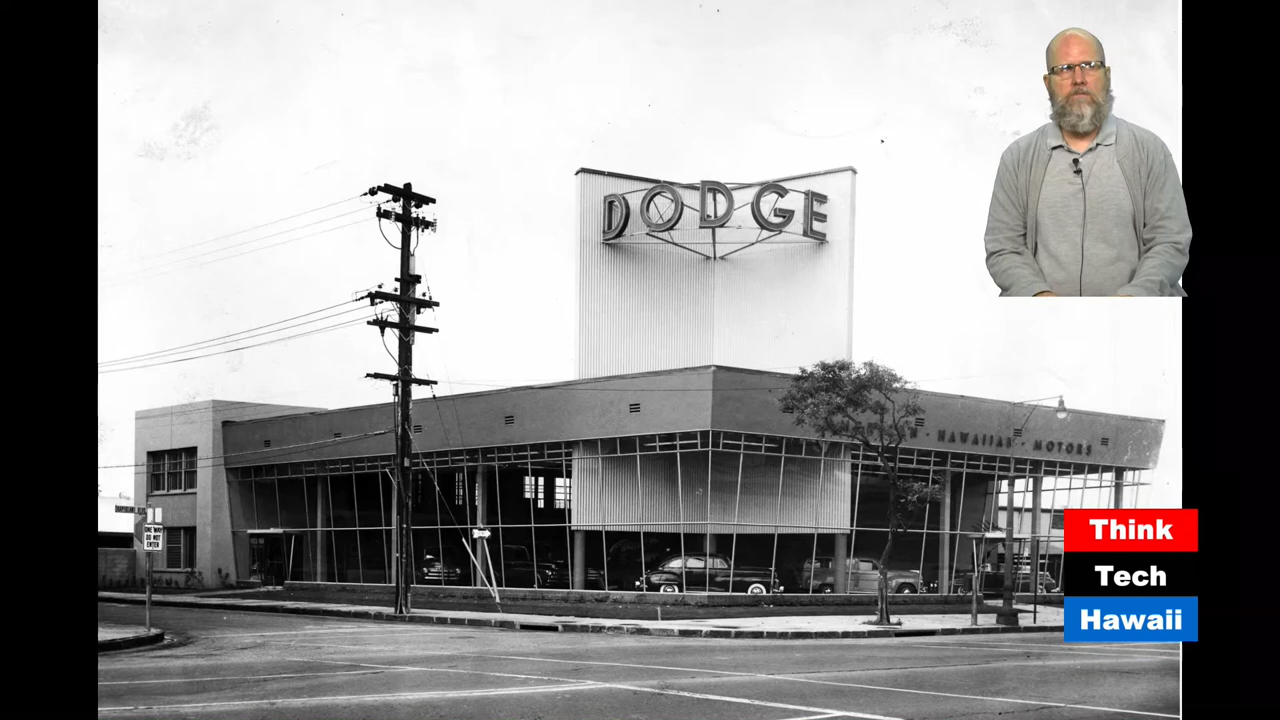 DODGE
HAWAIIAN · MOTORS
ONE WAY
DO NOT
ENTER
Think
Tech
Hawaii